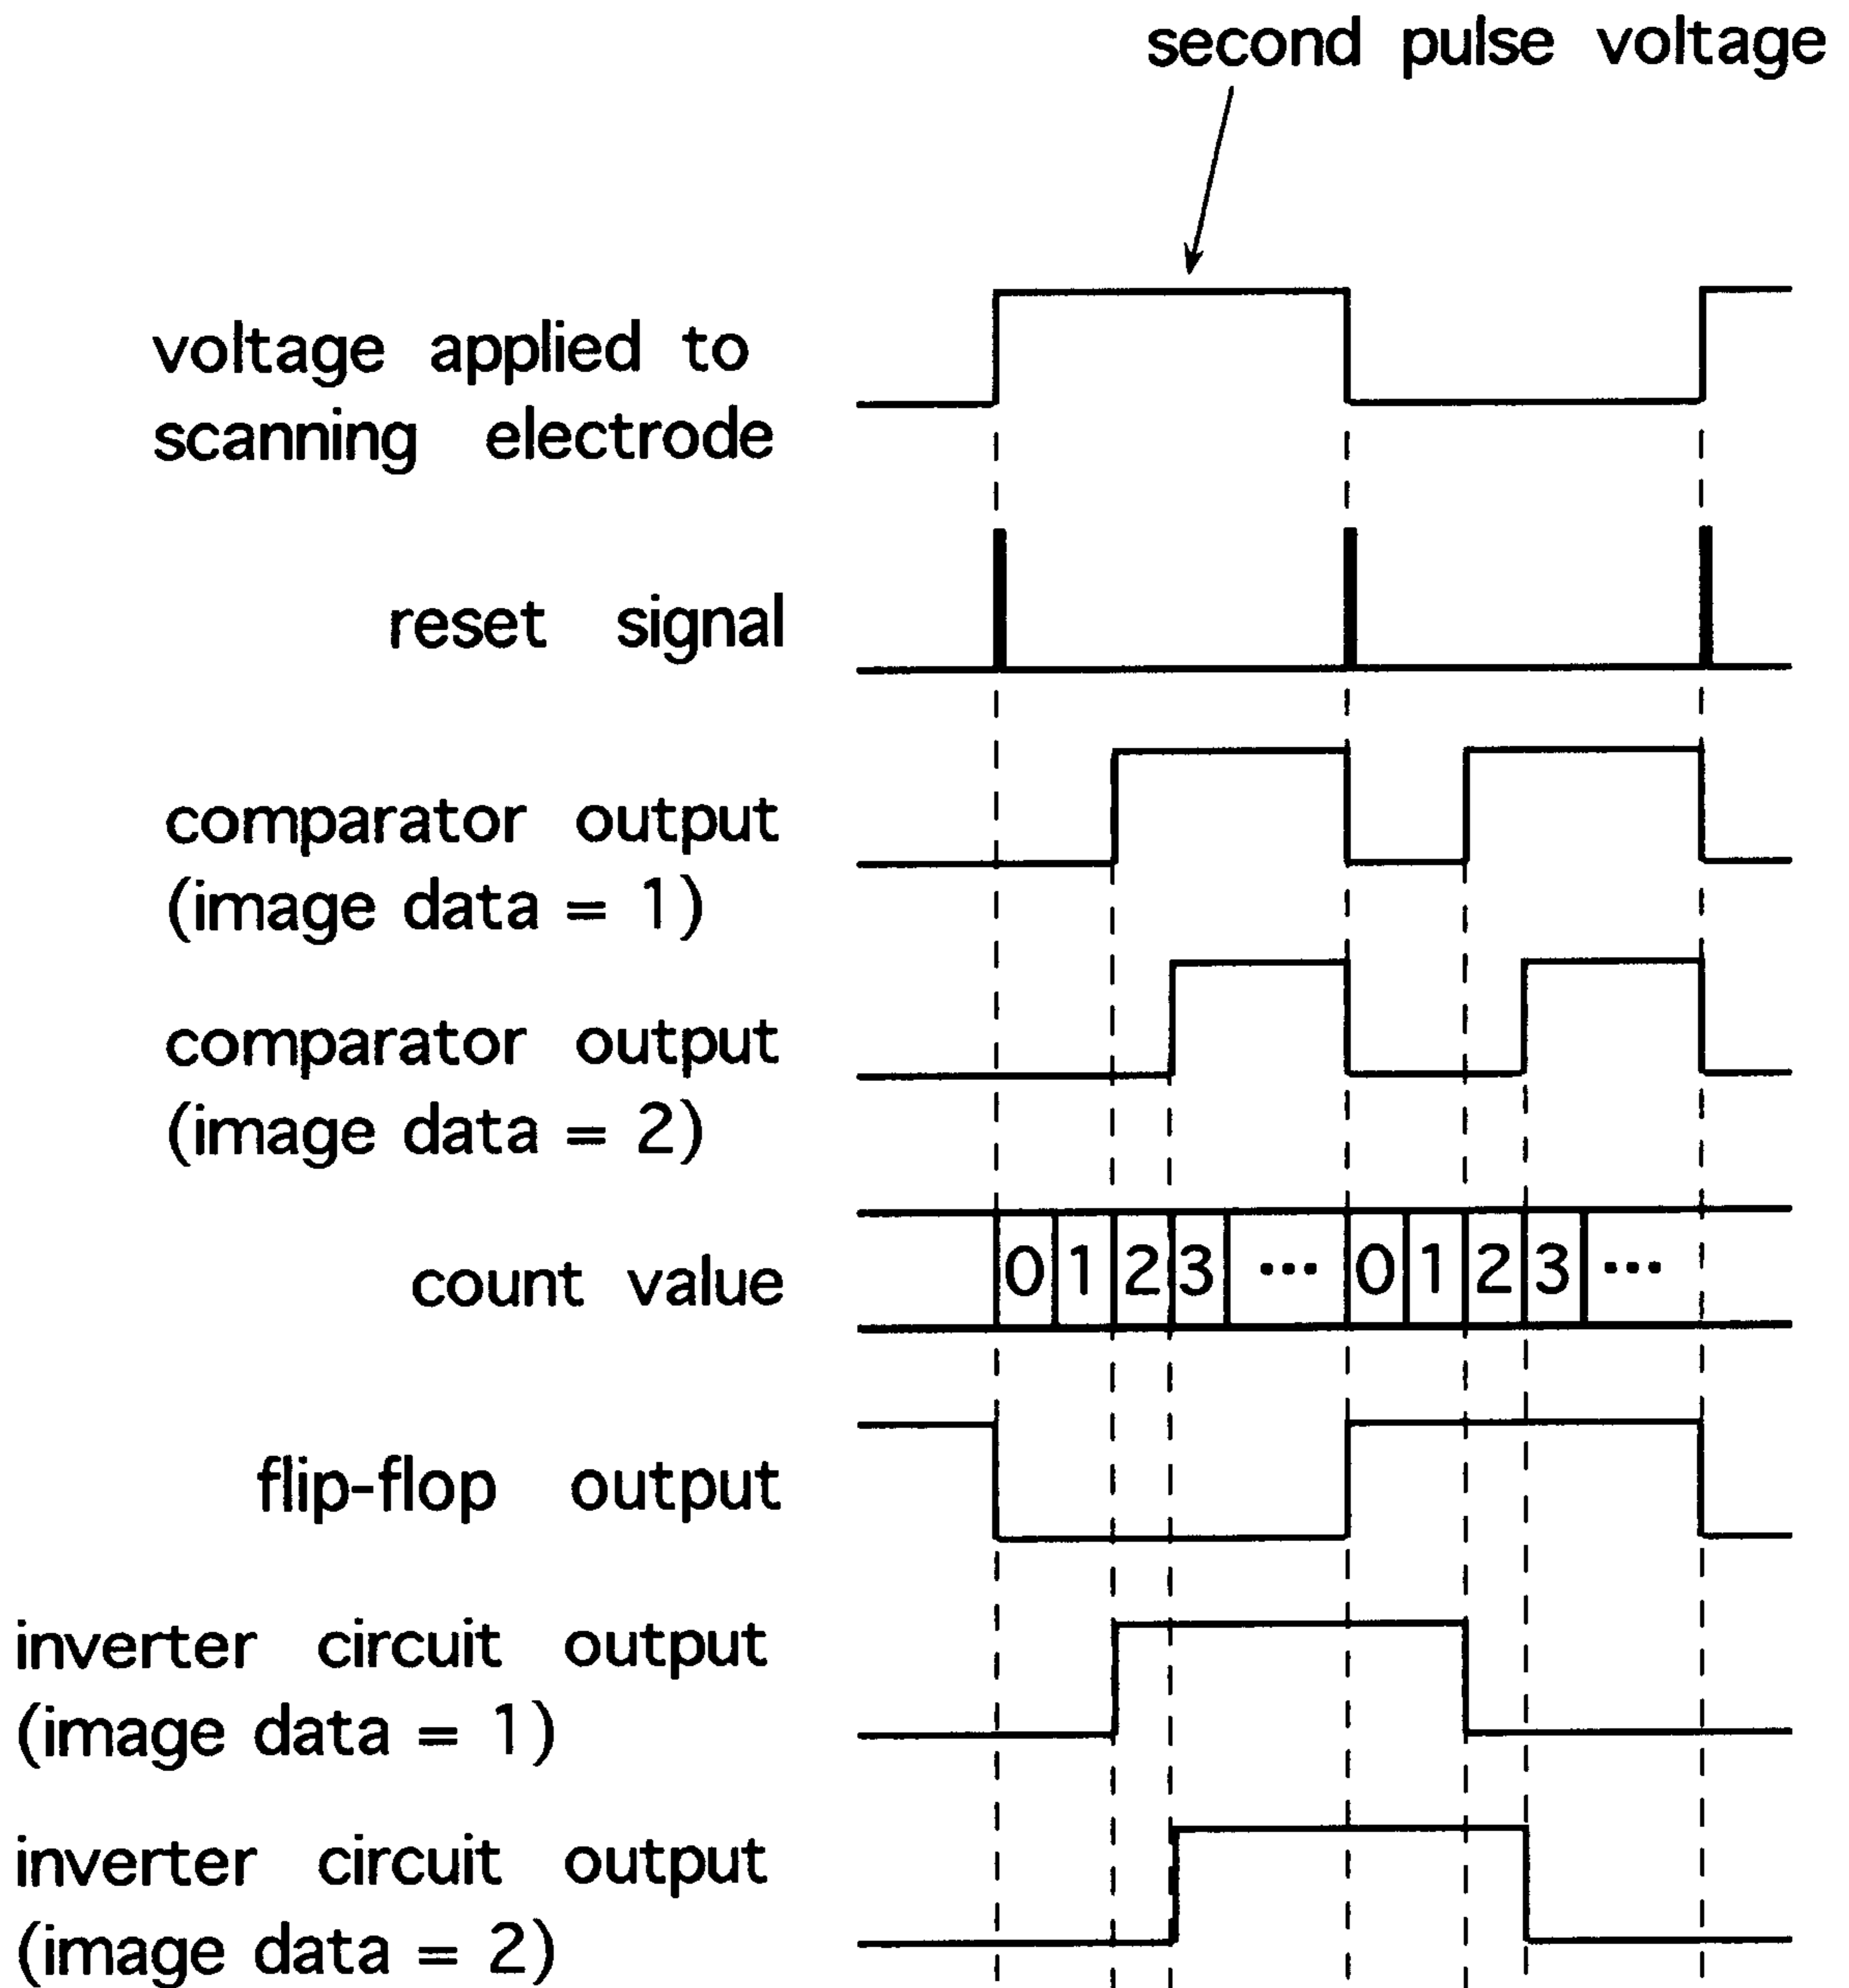 second pulse voltage
voltage applied to
scanning electrode
reset signal
comparator output
(image data = 1)
comparator output
(image data = 2)
count value
0 1 2 3 ··· 0 1 2 3 ···
flip-flop output
inverter circuit output
(image data = 1)
inverter circuit output
(image data = 2)